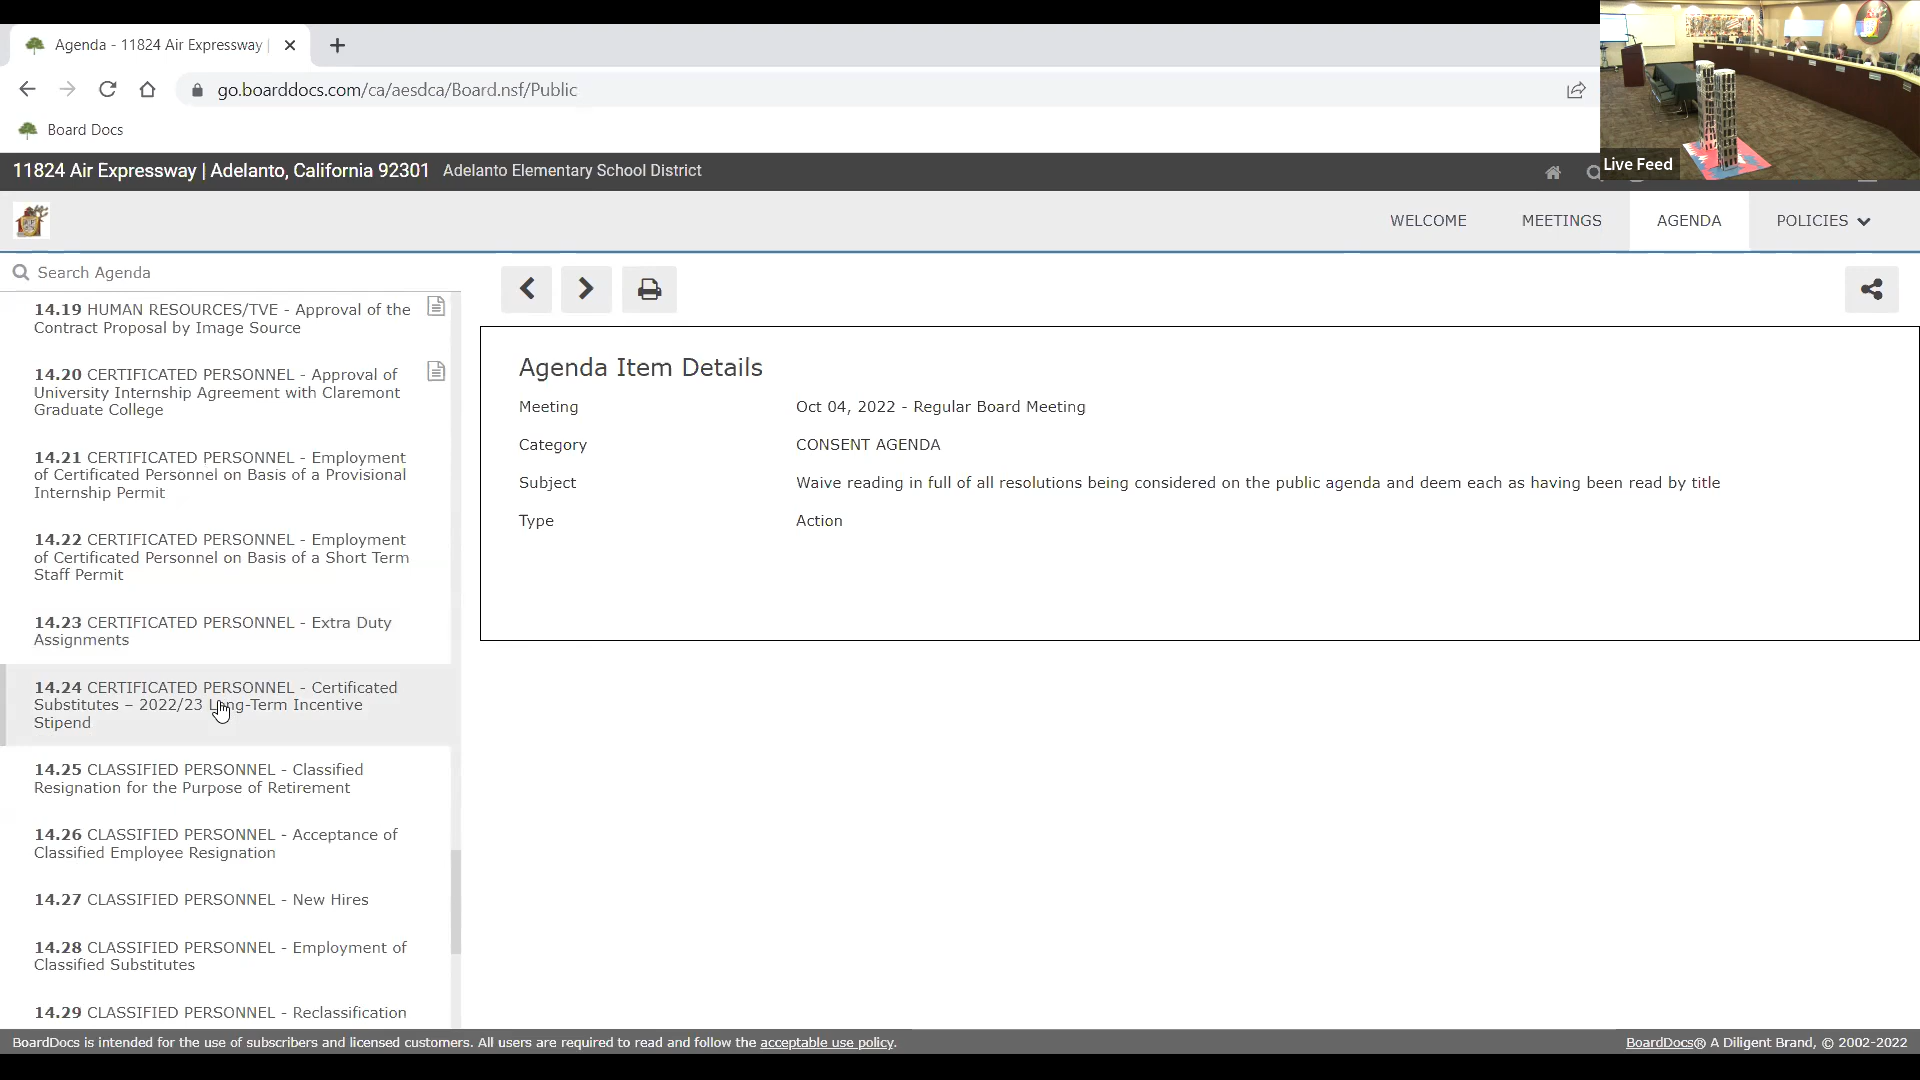 Agenda - 11824 Air Expressway |
go.boarddocs.com/ca/aesdca/Board.nsf/Public
Board Docs
Live Feed
11824 Air Expressway | Adelanto, California 92301 Adelanto Elementary School District
WELCOME
MEETINGS
AGENDA
POLICIES
Search Agenda
14.19 HUMAN RESOURCES/TVE - Approval of the
Contract Proposal by Image Source
14.20 CERTIFICATED PERSONNEL - Approval of
University Internship Agreement with Claremont
Graduate College
14.21 CERTIFICATED PERSONNEL - Employment
of Certificated Personnel on Basis of a Provisional
Internship Permit
14.22 CERTIFICATED PERSONNEL - Employment
of Certificated Personnel on Basis of a Short Term
Staff Permit
14.23 CERTIFICATED PERSONNEL - Extra Duty
Assignments
14.24 CERTIFICATED PERSONNEL - Certificated
Substitutes – 2022/23 Long-Term Incentive
Stipend
14.25 CLASSIFIED PERSONNEL - Classified
Resignation for the Purpose of Retirement
14.26 CLASSIFIED PERSONNEL - Acceptance of
Classified Employee Resignation
14.27 CLASSIFIED PERSONNEL - New Hires
14.28 CLASSIFIED PERSONNEL - Employment of
Classified Substitutes
14.29 CLASSIFIED PERSONNEL - Reclassification
Agenda Item Details
Meeting Oct 04, 2022 - Regular Board Meeting
Category CONSENT AGENDA
Subject Waive reading in full of all resolutions being considered on the public agenda and deem each as having been read by title
Type Action
BoardDocs is intended for the use of subscribers and licensed customers. All users are required to read and follow the acceptable use policy.
BoardDocs® A Diligent Brand, © 2002-2022